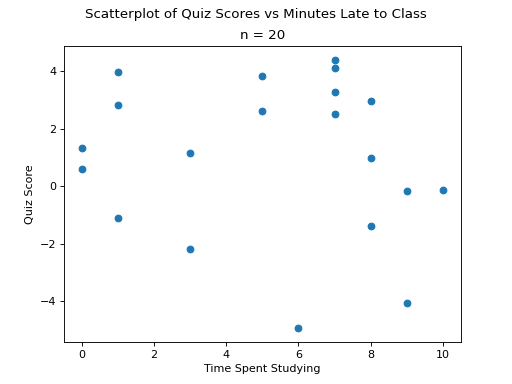 Scatterplot of Quiz Scores vs Minutes Late to Class
n = 20
4
2
0
−2
−4
Quiz Score
0 2 4 6 8 10
Time Spent Studying